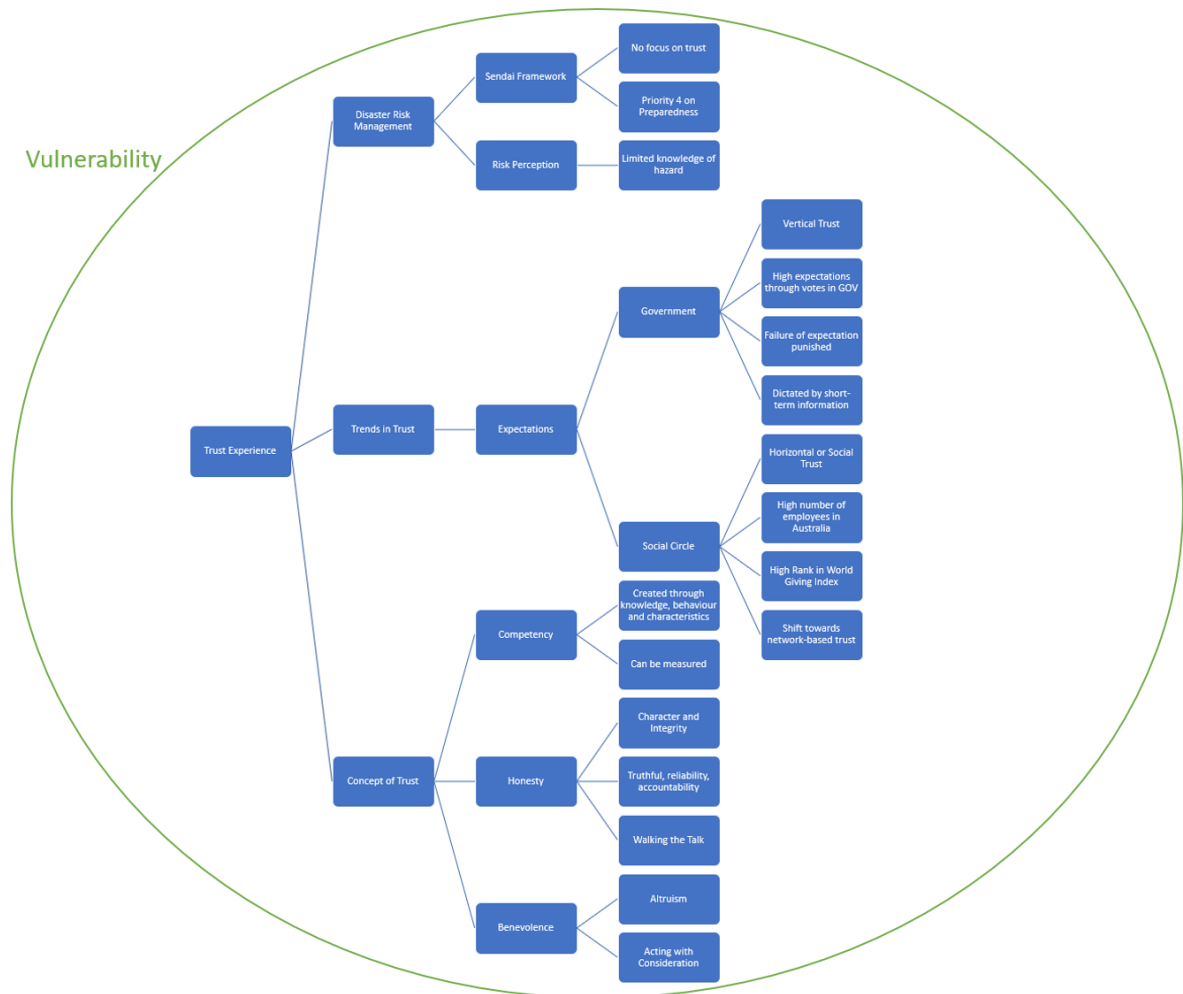 No focus on trust
Sendai Framework
Priority 4 on
Preparedness
Disaster Risk
Management
Vulnerability
Risk Perception
Limited knowledge of
hazard
Vertical Trust
High expectations
through votes in GOV
Government
Failure of expectation
punished
Dictated by short-
term information
Trust Experience
Trends in Trust
Expectations
Horizontal or Social
Trust
High number of
employees in
Australia
Social Circle
High Rank in World
Giving Index
Shift towards
network-based trust
Created through
knowledge, behaviour
and characteristics
Competency
Can be measured
Character and
Integrity
Concept of Trust
Honesty
Truthful, reliability,
accountability
Walking the Talk
Altruism
Benevolence
Acting with
Consideration